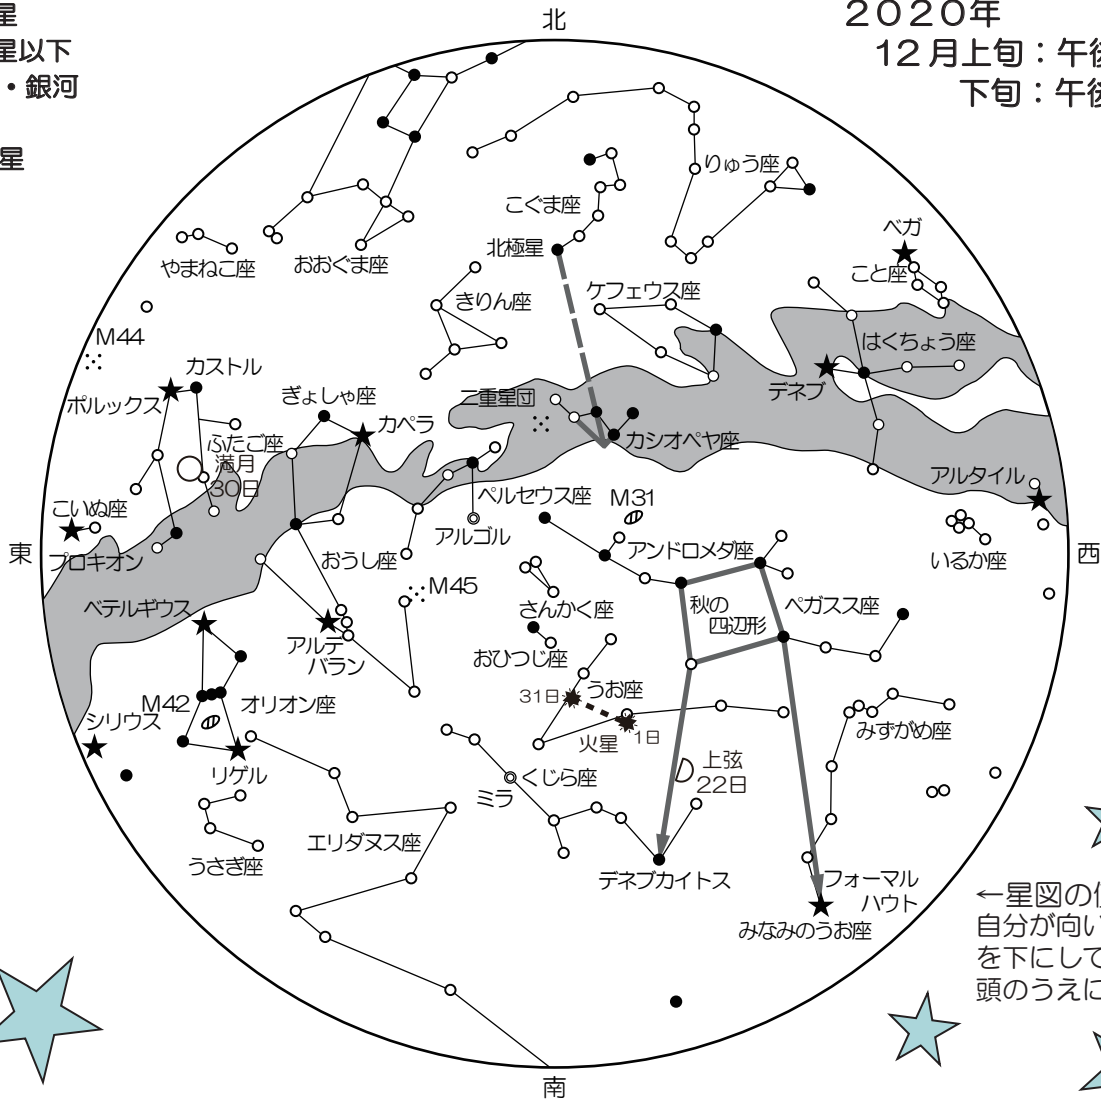 北
２０２０年
12月上旬：午後
下旬：午後
星
星以下
・銀河
星
りゅう座
こぐま座
北極星
ベガ
こと座
やまねこ座
おおぐま座
きりん座
ケフェウス座
M44
はくちょう座
カストル
ポルックス
デネブ
ぎょしゃ座
二重星団
カペラ
ふたご座
カシオペヤ座
満月
30日
アルタイル
ペルセウス座
M31
こいぬ座
アルゴル
東
プロキオン
おうし座
アンドロメダ座
いるか座
西
M45
ベテルギウス
さんかく座
秋の
四辺形
ペガスス座
アルデ
バラン
おひつじ座
うお座
31日
M42
オリオン座
シリウス
火星
1日
みずがめ座
リゲル
くじら座
ミラ
上弦
22日
エリダヌス座
うさぎ座
デネブカイトス
フォーマル
ハウト
みなみのうお座
←星図の使
自分が向い
を下にして
頭のうえに
南